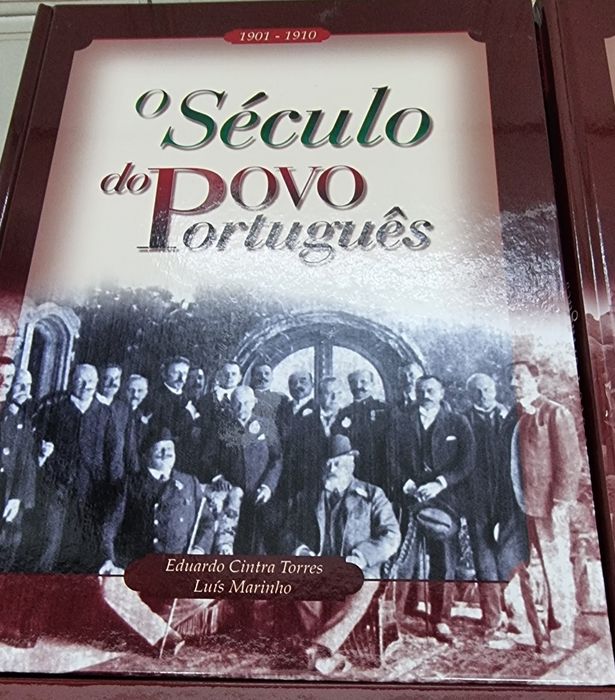 1901 - 1910
O Século
do Povo
Português
Eduardo Cintra Torres
Luís Marinho